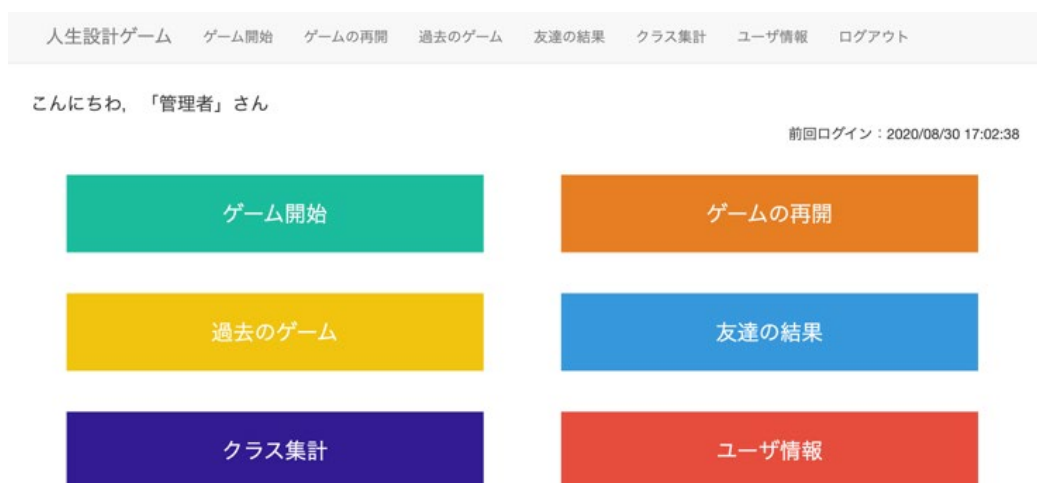 人生設計ゲーム ゲーム開始 ゲームの再開 過去のゲーム 友達の結果 クラス集計 ユーザ情報 ログアウト
こんにちわ, 「管理者」さん
前回ログイン:2020/08/30 17:02:38
ゲーム開始 ゲームの再開
過去のゲーム 友達の結果
クラス集計 ユーザ情報